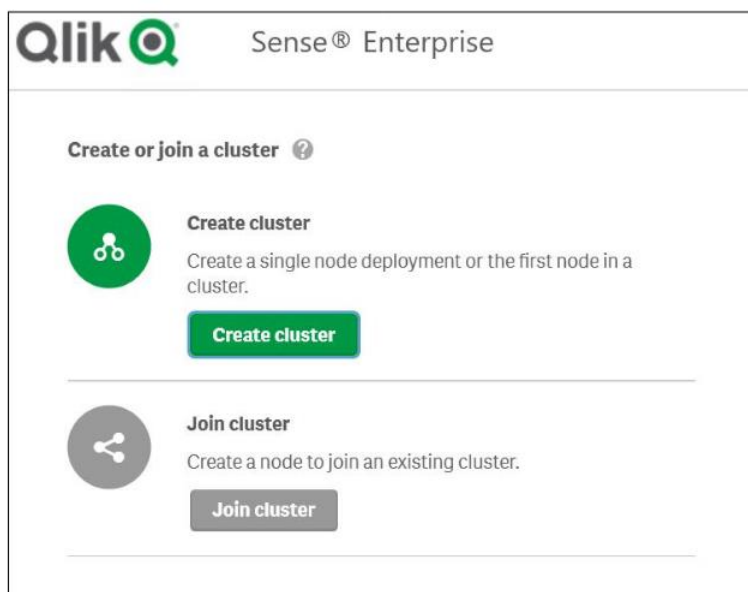 Qlik Sense® Enterprise
Create or join a cluster ?
Create cluster
Create a single node deployment or the first node in a
cluster.
Create cluster
Join cluster
Create a node to join an existing cluster.
Join cluster